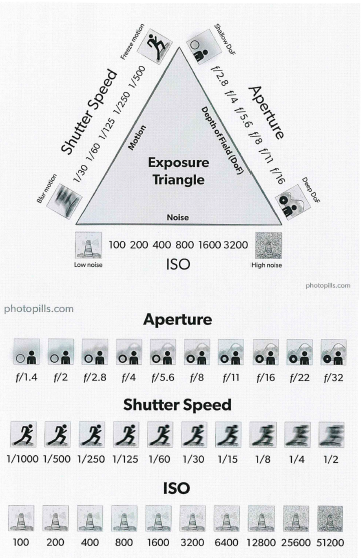 Freeze motion
Shutter Speed
1/30 1/60 1/125 1/250 1/500
Blur motion
Motion
Shallow DoF
Aperture
f/2.8 f/4 f/5.6 f/8 f/11 f/16
Deep DoF
Depth of Field (DoF)
Exposure
Triangle
Noise
100 200 400 800 1600 3200
Low noise
High noise
ISO
photopills.com
photopills.com
Aperture
f/1.4 f/2 f/2.8 f/4 f/5.6 f/8 f/11 f/16 f/22 f/32
Shutter Speed
1/1000 1/500 1/250 1/125 1/60 1/30 1/15 1/8 1/4 1/2
ISO
100 200 400 800 1600 3200 6400 12800 25600 51200